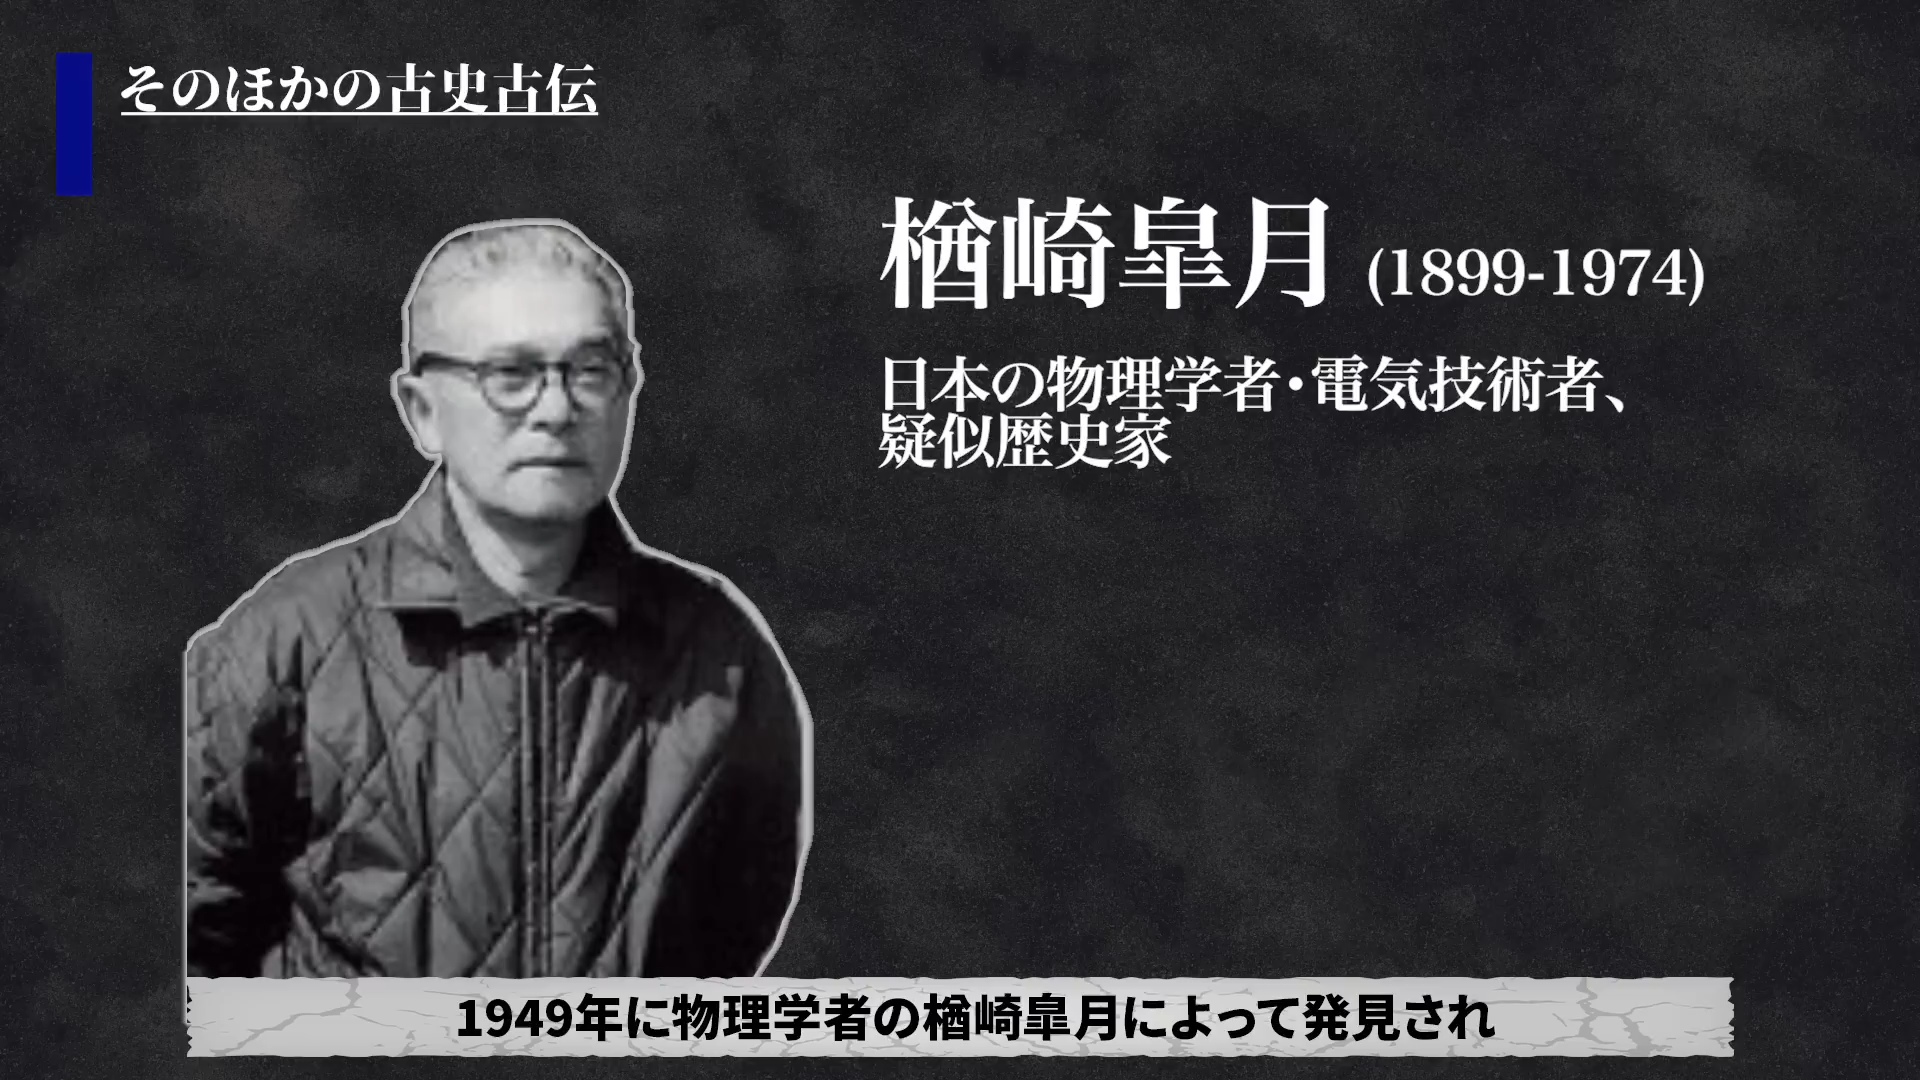 そのほかの古史古伝
楢崎皐月 (1899-1974)
日本の物理学者・電気技術者、
疑似歴史家
1949年に物理学者の楢崎皐月によって発見され